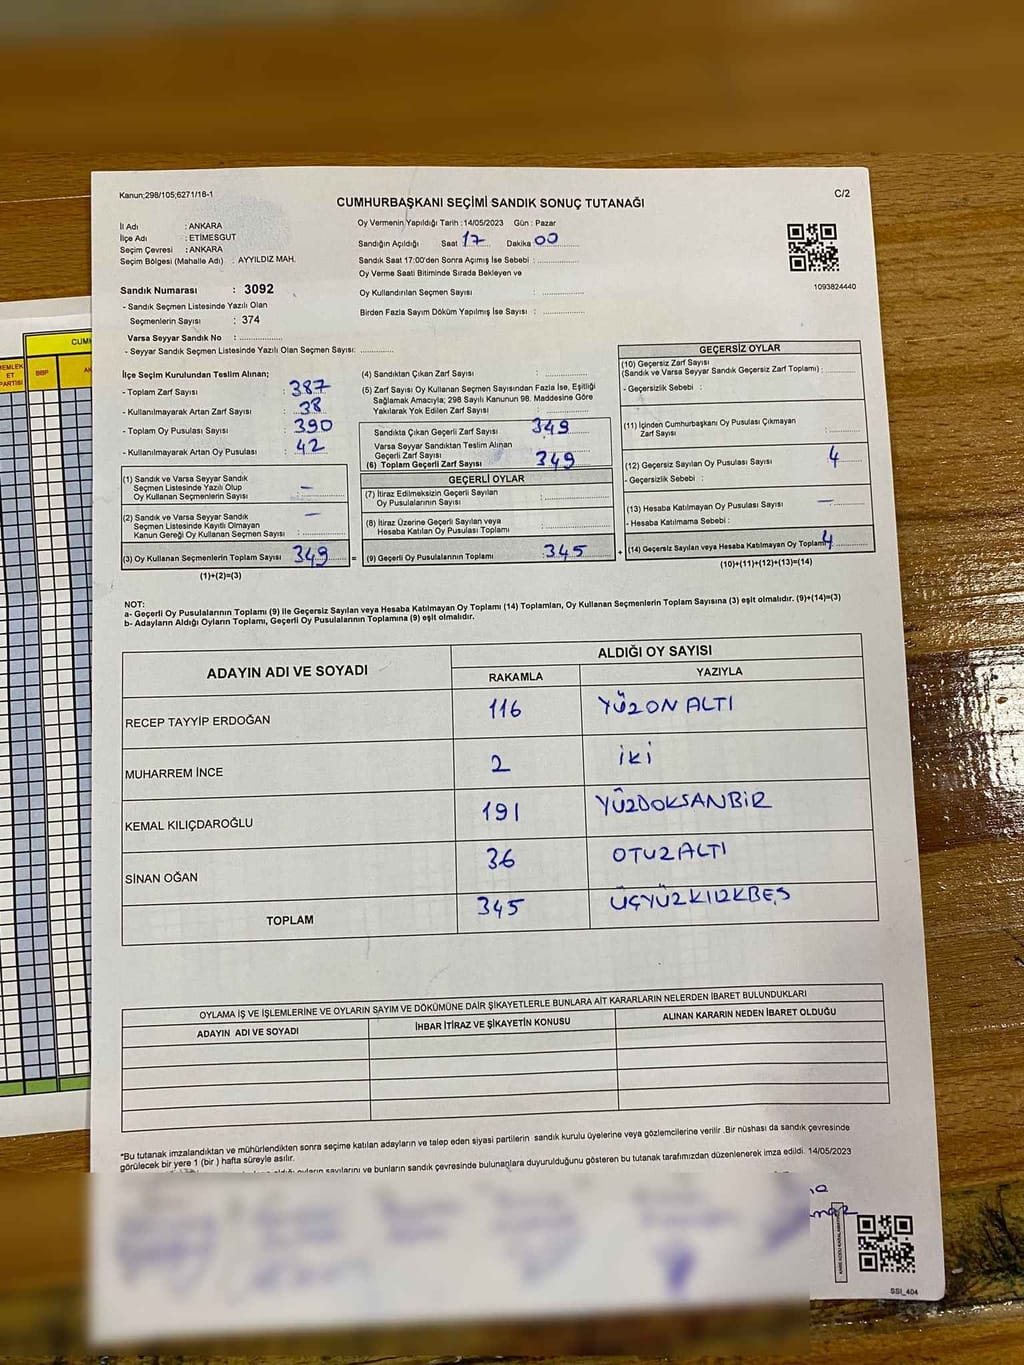 Kanun;298/105;6271/18-1
C/2
CUMHURBAŞKANI SEÇİMİ SANDIK SONUÇ TUTANAĞI
İl Adı : ANKARA
İlçe Adı : ETİMESGUT
Seçim Çevresi : ANKARA
Seçim Bölgesi (Mahalle Adı) : AYYILDIZ MAH.
Oy Vermenin Yapıldığı Tarih :14/05/2023 Gün : Pazar
Sandığın Açıldığı Saat 17 Dakika 00
Sandık Saat 17:00'den Sonra Açımış İse Sebebi :
Oy Verme Saati Bitiminde Sırada Bekleyen ve
Oy Kullandırılan Seçmen Sayısı :
Birden Fazla Sayım Döküm Yapılmış İse Sayısı :
1093824440
Sandık Numarası : 3092
- Sandık Seçmen Listesinde Yazılı Olan
Seçmenlerin Sayısı : 374
Varsa Seyyar Sandık No :
- Seyyar Sandık Seçmen Listesinde Yazılı Olan Seçmen Sayısı:
İlçe Seçim Kurulundan Teslim Alınan;
- Toplam Zarf Sayısı : 387
- Kullanılmayarak Artan Zarf Sayısı : 38
- Toplam Oy Pusulası Sayısı : 390
- Kullanılmayarak Artan Oy Pusulası : 42
(1) Sandık ve Varsa Seyyar Sandık
Seçmen Listesinde Yazılı Olup
Oy Kullanan Seçmenlerin Sayısı : –
(2) Sandık ve Varsa Seyyar Sandık
Seçmen Listesinde Kayıtlı Olmayan
Kanun Gereği Oy Kullanan Seçmen Sayısı : –
(3) Oy Kullanan Seçmenlerin Toplam Sayısı 349 =
(1)+(2)=(3)
(4) Sandıktan Çıkan Zarf Sayısı :
(5) Zarf Sayısı Oy Kullanan Seçmen Sayısından Fazla İse, Eşitliği
Sağlamak Amacıyla; 298 Sayılı Kanunun 98. Maddesine Göre
Yakılarak Yok Edilen Zarf Sayısı :
Sandıkta Çıkan Geçerli Zarf Sayısı 349
Varsa Seyyar Sandıktan Teslim Alınan
Geçerli Zarf Sayısı
(6) Toplam Geçerli Zarf Sayısı 349
GEÇERLİ OYLAR
(7) İtiraz Edilmeksizin Geçerli Sayılan
Oy Pusulalarının Sayısı :
(8) İtiraz Üzerine Geçerli Sayılan veya
Hesaba Katılan Oy Pusulası Toplamı :
(9) Geçerli Oy Pusulalarının Toplamı 345 +
GEÇERSİZ OYLAR
(10) Geçersiz Zarf Sayısı
(Sandık ve Varsa Seyyar Sandık Geçersiz Zarf Toplamı) :
- Geçersizlik Sebebi :
(11) İçinden Cumhurbaşkanı Oy Pusulası Çıkmayan
Zarf Sayısı :
(12) Geçersiz Sayılan Oy Pusulası Sayısı 4
- Geçersizlik Sebebi :
(13) Hesaba Katılmayan Oy Pusulası Sayısı –
- Hesaba Katılmama Sebebi :
(14) Geçersiz Sayılan veya Hesaba Katılmayan Oy Toplamı 4
(10)+(11)+(12)+(13)=(14)
NOT:
a- Geçerli Oy Pusulalarının Toplamı (9) ile Geçersiz Sayılan veya Hesaba Katılmayan Oy Toplamı (14) Toplamları, Oy Kullanan Seçmenlerin Toplam Sayısına (3) eşit olmalıdır. (9)+(14)=(3)
b- Adayların Aldığı Oyların Toplamı, Geçerli Oy Pusulalarının Toplamına (9) eşit olmalıdır.
ADAYIN ADI VE SOYADI
ALDIĞI OY SAYISI
RAKAMLA YAZIYLA
RECEP TAYYİP ERDOĞAN 116 YÜZ ON ALTI
MUHARREM İNCE 2 İKİ
KEMAL KILIÇDAROĞLU 191 YÜZDOKSANBİR
SİNAN OĞAN 36 OTUZALTI
TOPLAM 345 ÜÇYÜZKIRKBEŞ
OYLAMA İŞ VE İŞLEMLERİNE VE OYLARIN SAYIM VE DÖKÜMÜNE DAİR ŞİKAYETLERLE BUNLARA AİT KARARLARIN NELERDEN İBARET BULUNDUKLARI
ADAYIN ADI VE SOYADI İHBAR İTİRAZ VE ŞİKAYETİN KONUSU ALINAN KARARIN NEDEN İBARET OLDUĞU
*Bu tutanak imzalandıktan ve mühürlendikten sonra seçime katılan adayların ve talep eden siyasi partilerin sandık kurulu üyelerine veya gözlemcilerine verilir .Bir nüshası da sandık çevresinde
görülecek bir yere 1 (bir ) hafta süreyle asılır.
oyların sayılarını ve bunların sandık çevresinde bulunanlara duyurulduğunu gösteren bu tutanak tarafımızdan düzenlenerek imza edildi. 14/05/2023
SSI_404
CUMH
MEMLEKET PARTİSİ
BBP
AK